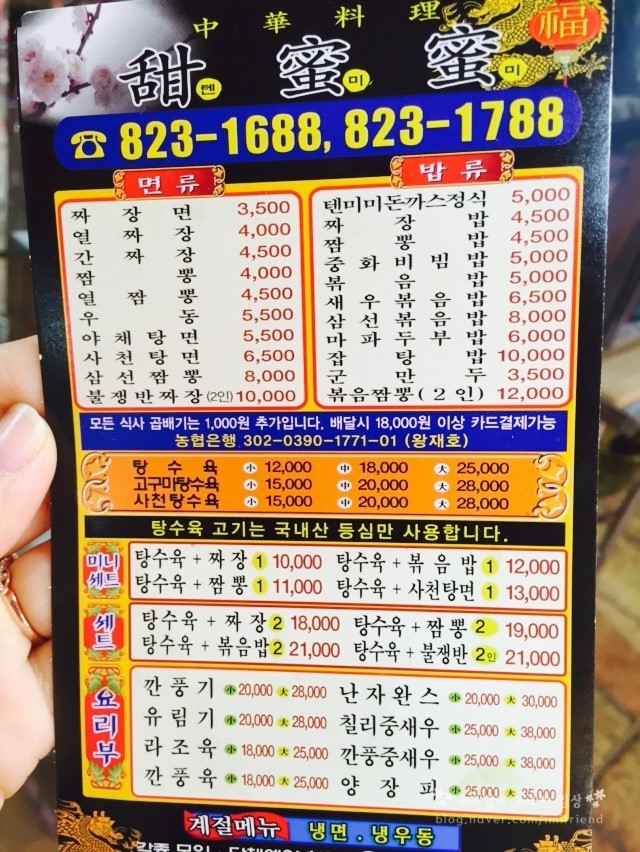 中華料理
福
甜텐 蜜미 蜜미
☎ 823-1688, 823-1788
면류
짜장면 3,500
열짜장 4,000
간짜장 4,500
짬뽕 4,000
열짬뽕 4,500
우동 5,500
야채탕면 5,500
사천탕면 6,500
삼선짬뽕 8,000
불쟁반짜장(2인) 10,000
밥류
텐미미돈까스정식 5,000
짜장밥 4,500
짬뽕밥 4,500
중화비빔밥 5,000
볶음밥 5,000
새우볶음밥 6,500
삼선볶음밥 8,000
마파두부밥 6,000
잡탕밥 10,000
군만두 3,500
볶음짬뽕(2인) 12,000
모든 식사 곱배기는 1,000원 추가입니다. 배달시 18,000원 이상 카드결제가능
농협은행 302-0390-1771-01 (왕재호)
탕수육 小 12,000 中 18,000 大 25,000
고구마탕수육 小 15,000 中 20,000 大 28,000
사천탕수육 小 15,000 中 20,000 大 28,000
탕수육 고기는 국내산 등심만 사용합니다.
미니세트
탕수육+짜장1 10,000 탕수육+볶음밥1 12,000
탕수육+짬뽕1 11,000 탕수육+사천탕면1 13,000
세트
탕수육+짜장2 18,000 탕수육+짬뽕2 19,000
탕수육+볶음밥2 21,000 탕수육+불쟁반2인 21,000
요리부
깐풍기 小 20,000 大 28,000 난자완스 小 20,000 大 30,000
유림기 小 20,000 大 28,000 칠리중새우 小 25,000 大 38,000
라조육 小 18,000 大 25,000 깐풍중새우 小 25,000 大 38,000
깐풍육 小 18,000 大 25,000 양장파 小 25,000 大 35,000
계절메뉴 냉면.냉우동
blog.naver.com/imfriend